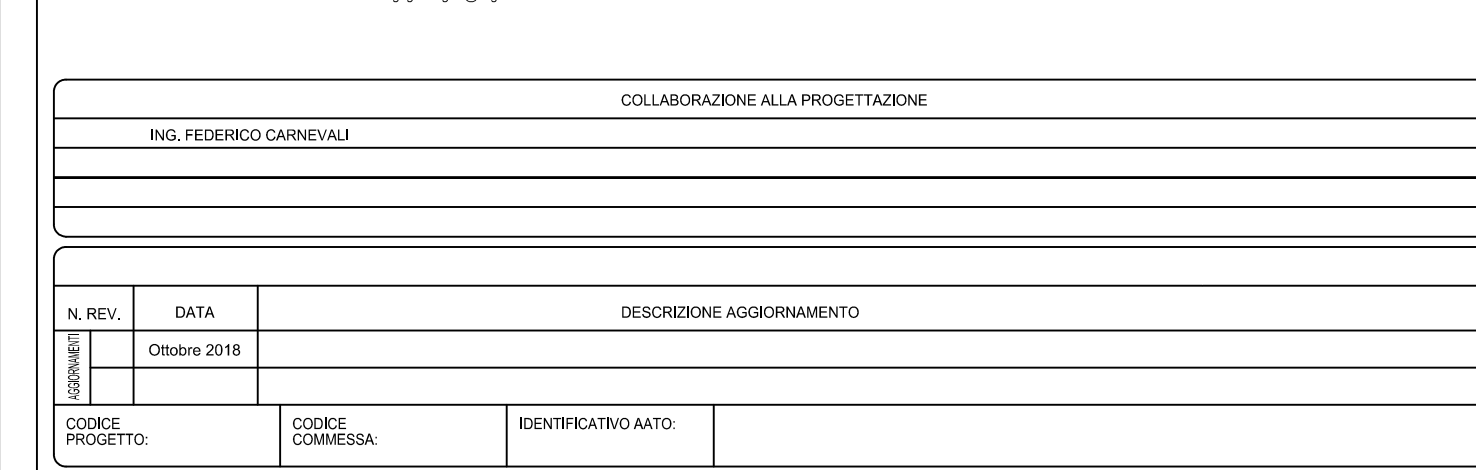 COLLABORAZIONE ALLA PROGETTAZIONE
ING. FEDERICO CARNEVALI
N. REV.
DATA
DESCRIZIONE AGGIORNAMENTO
AGGIORNAMENTI
Ottobre 2018
CODICE
PROGETTO:
CODICE
COMMESSA:
IDENTIFICATIVO AATO: